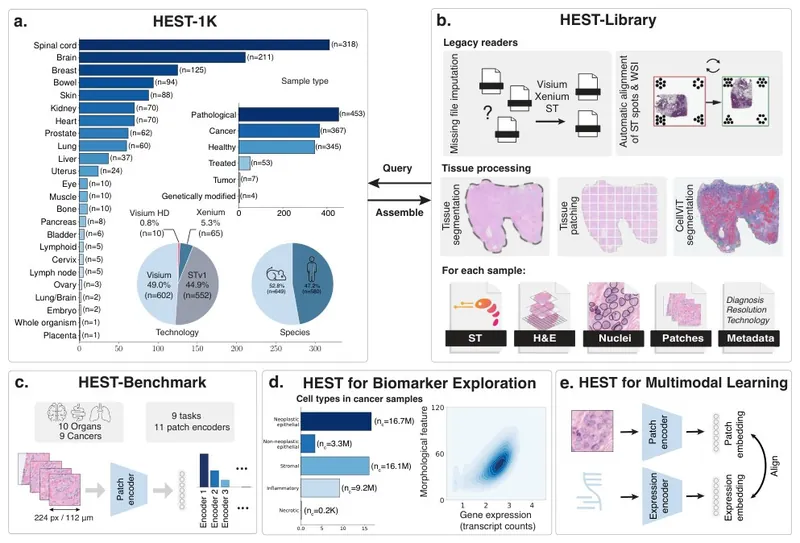 a.
HEST-1K
Spinal cord (n=318)
Brain (n=211)
Breast (n=125)
Bowel (n=94)
Skin (n=88)
Kidney (n=70)
Heart (n=70)
Prostate (n=62)
Lung (n=60)
Liver (n=37)
Uterus (n=24)
Eye (n=10)
Muscle (n=10)
Bone (n=10)
Pancreas (n=8)
Bladder (n=6)
Lymphoid (n=5)
Cervix (n=5)
Lymph node (n=5)
Ovary (n=3)
Lung/Brain (n=2)
Embryo (n=2)
Whole organism (n=1)
Placenta (n=1)
0 50 100 150 200 250 300
Sample type
Pathological (n=453)
Cancer (n=367)
Healthy (n=345)
Treated (n=53)
Tumor (n=7)
Genetically modified (n=4)
0 200 400
Visium HD
0.8%
(n=10)
Xenium
5.3%
(n=65)
Visium
49.0%
(n=602)
STv1
44.9%
(n=552)
Technology
52.8%
(n=649)
47.2%
(n=580)
Species
Query
Assemble
b.
HEST-Library
Legacy readers
Missing file imputation
?
Visium
Xenium
ST
Automatic alignment
of ST spots & WSI
Tissue processing
Tissue
segmentation
Tissue
patching
CellViT
segmentation
For each sample:
ST
H&E
Nuclei
Patches
Diagnosis
Resolution
Technology
Metadata
c.
HEST-Benchmark
10 Organs
9 Cancers
9 tasks
11 patch encoders
224 px / 112 μm
Patch
encoder
Encoder 1
Encoder 2
Encoder 3
d.
HEST for Biomarker Exploration
Cell types in cancer samples
Neoplastic
epithelial
(nc=16.7M)
Non-neoplastic
epithelial
(nc=3.3M)
Stromal
(nc=16.1M)
Inflammatory
(nc=9.2M)
Necrotic
(nc=0.2K)
0.0 5 10 15
Morphological feature
120
60
0
1 2 3 4
Gene expression
(transcript counts)
e.
HEST for Multimodal Learning
Patch
encoder
Patch
embedding
Expression
encoder
Expression
embedding
Align